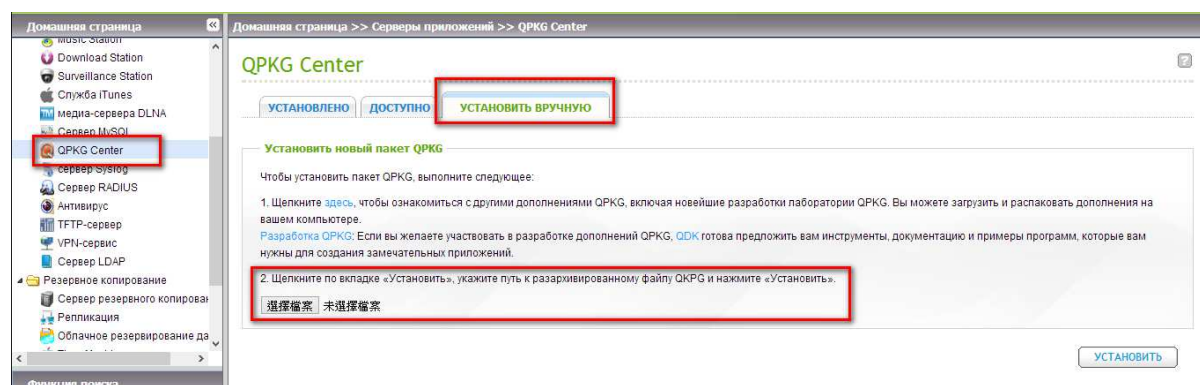 Домашняя страница
Домашняя страница >> Серверы приложений >> QPKG Center
Music Station
Download Station
Surveillance Station
Служба iTunes
медиа-сервера DLNA
Сервер MySQL
QPKG Center
сервер Syslog
Сервер RADIUS
Антивирус
TFTP-сервер
VPN-сервис
Сервер LDAP
Резервное копирование
Сервер резервного копирован
Репликация
Облачное резервирование да
Функция поиска
QPKG Center
УСТАНОВЛЕНО
ДОСТУПНО
УСТАНОВИТЬ ВРУЧНУЮ
Установить новый пакет QPKG
Чтобы установить пакет QPKG, выполните следующее:
1. Щелкните здесь, чтобы ознакомиться с другими дополнениями QPKG, включая новейшие разработки лаборатории QPKG. Вы можете загрузить и распаковать дополнения на
вашем компьютере.
Разработка QPKG: Если вы желаете участвовать в разработке дополнений QPKG, QDK готова предложить вам инструменты, документацию и примеры программ, которые вам
нужны для создания замечательных приложений.
2. Щелкните по вкладке «Установить», укажите путь к разархивированному файлу QKPG и нажмите «Установить».
選擇檔案 未選擇檔案
УСТАНОВИТЬ